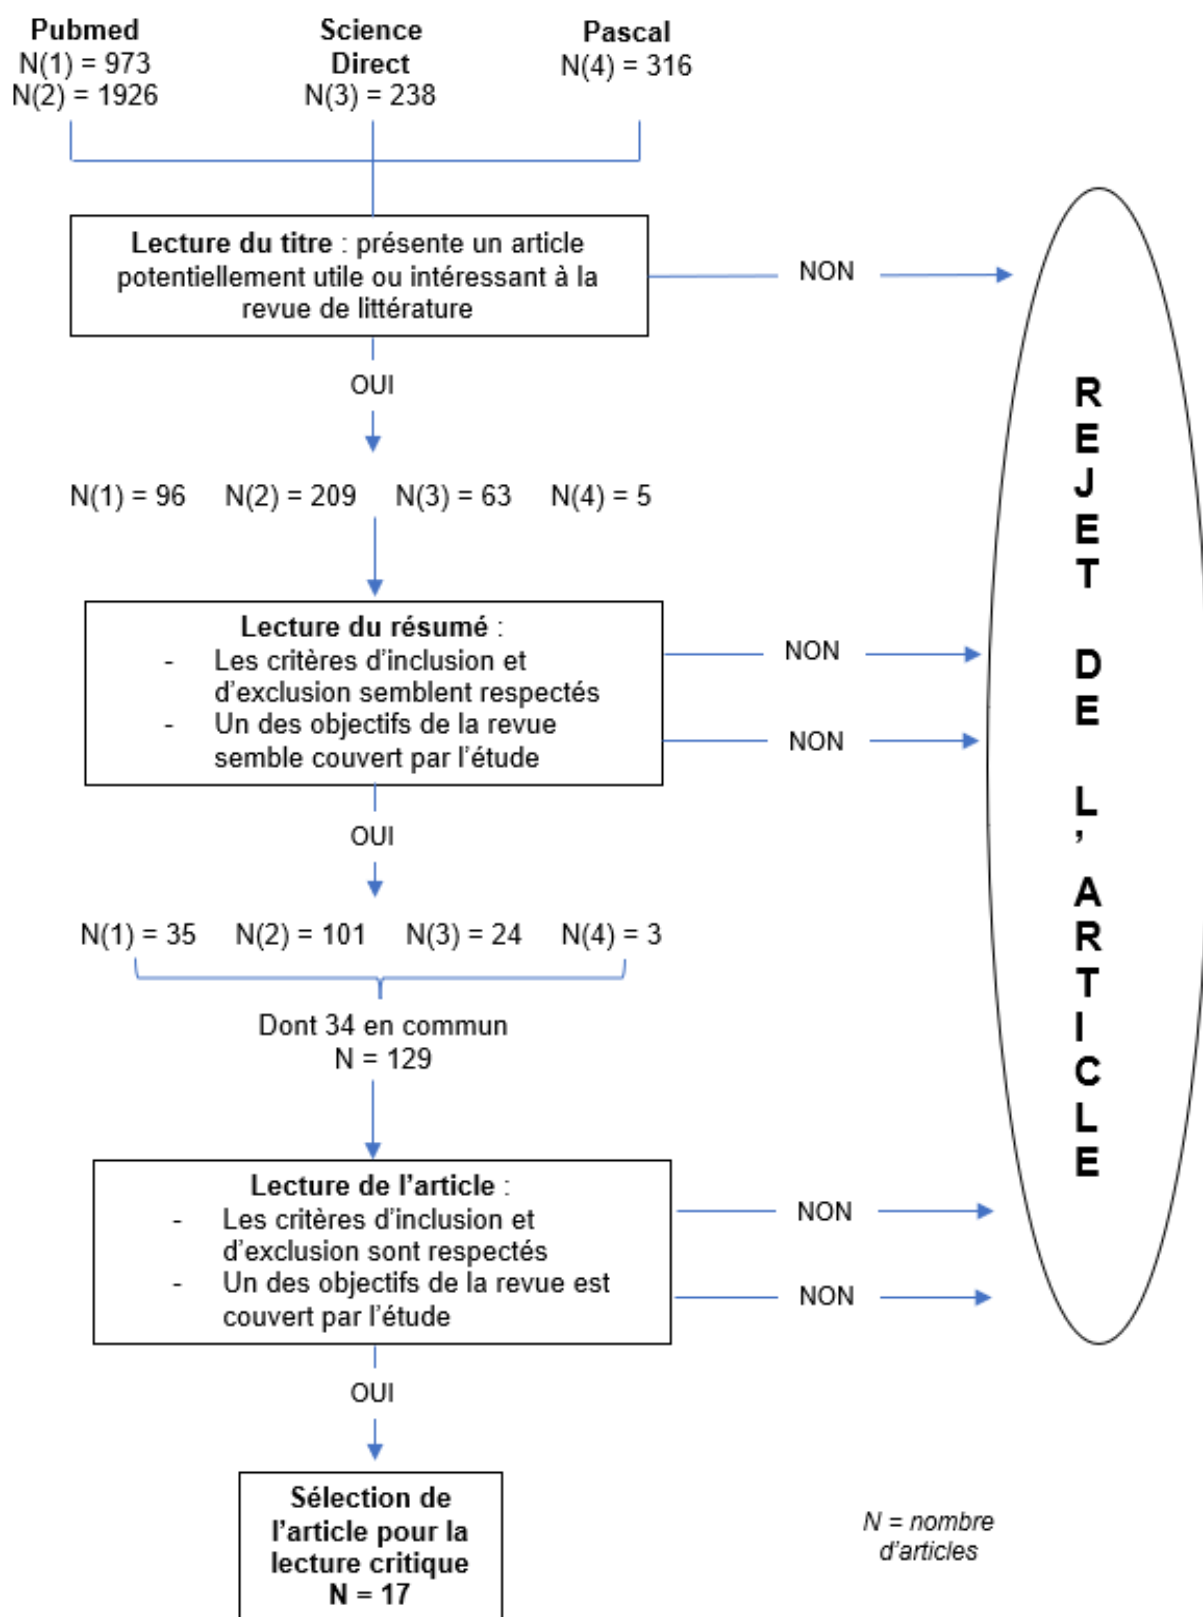 Pubmed
N(1) = 973
N(2) = 1926
Science
Direct
N(3) = 238
Pascal
N(4) = 316
Lecture du titre : présente un article
potentiellement utile ou intéressant à la
revue de littérature
NON
OUI
N(1) = 96 N(2) = 209 N(3) = 63 N(4) = 5
Lecture du résumé :
- Les critères d’inclusion et
d’exclusion semblent respectés
- Un des objectifs de la revue
semble couvert par l’étude
NON
NON
OUI
N(1) = 35 N(2) = 101 N(3) = 24 N(4) = 3
Dont 34 en commun
N = 129
Lecture de l’article :
- Les critères d’inclusion et
d’exclusion sont respectés
- Un des objectifs de la revue est
couvert par l’étude
NON
NON
OUI
Sélection de
l’article pour la
lecture critique
N = 17
REJET DE L’ARTICLE
N = nombre
d’articles